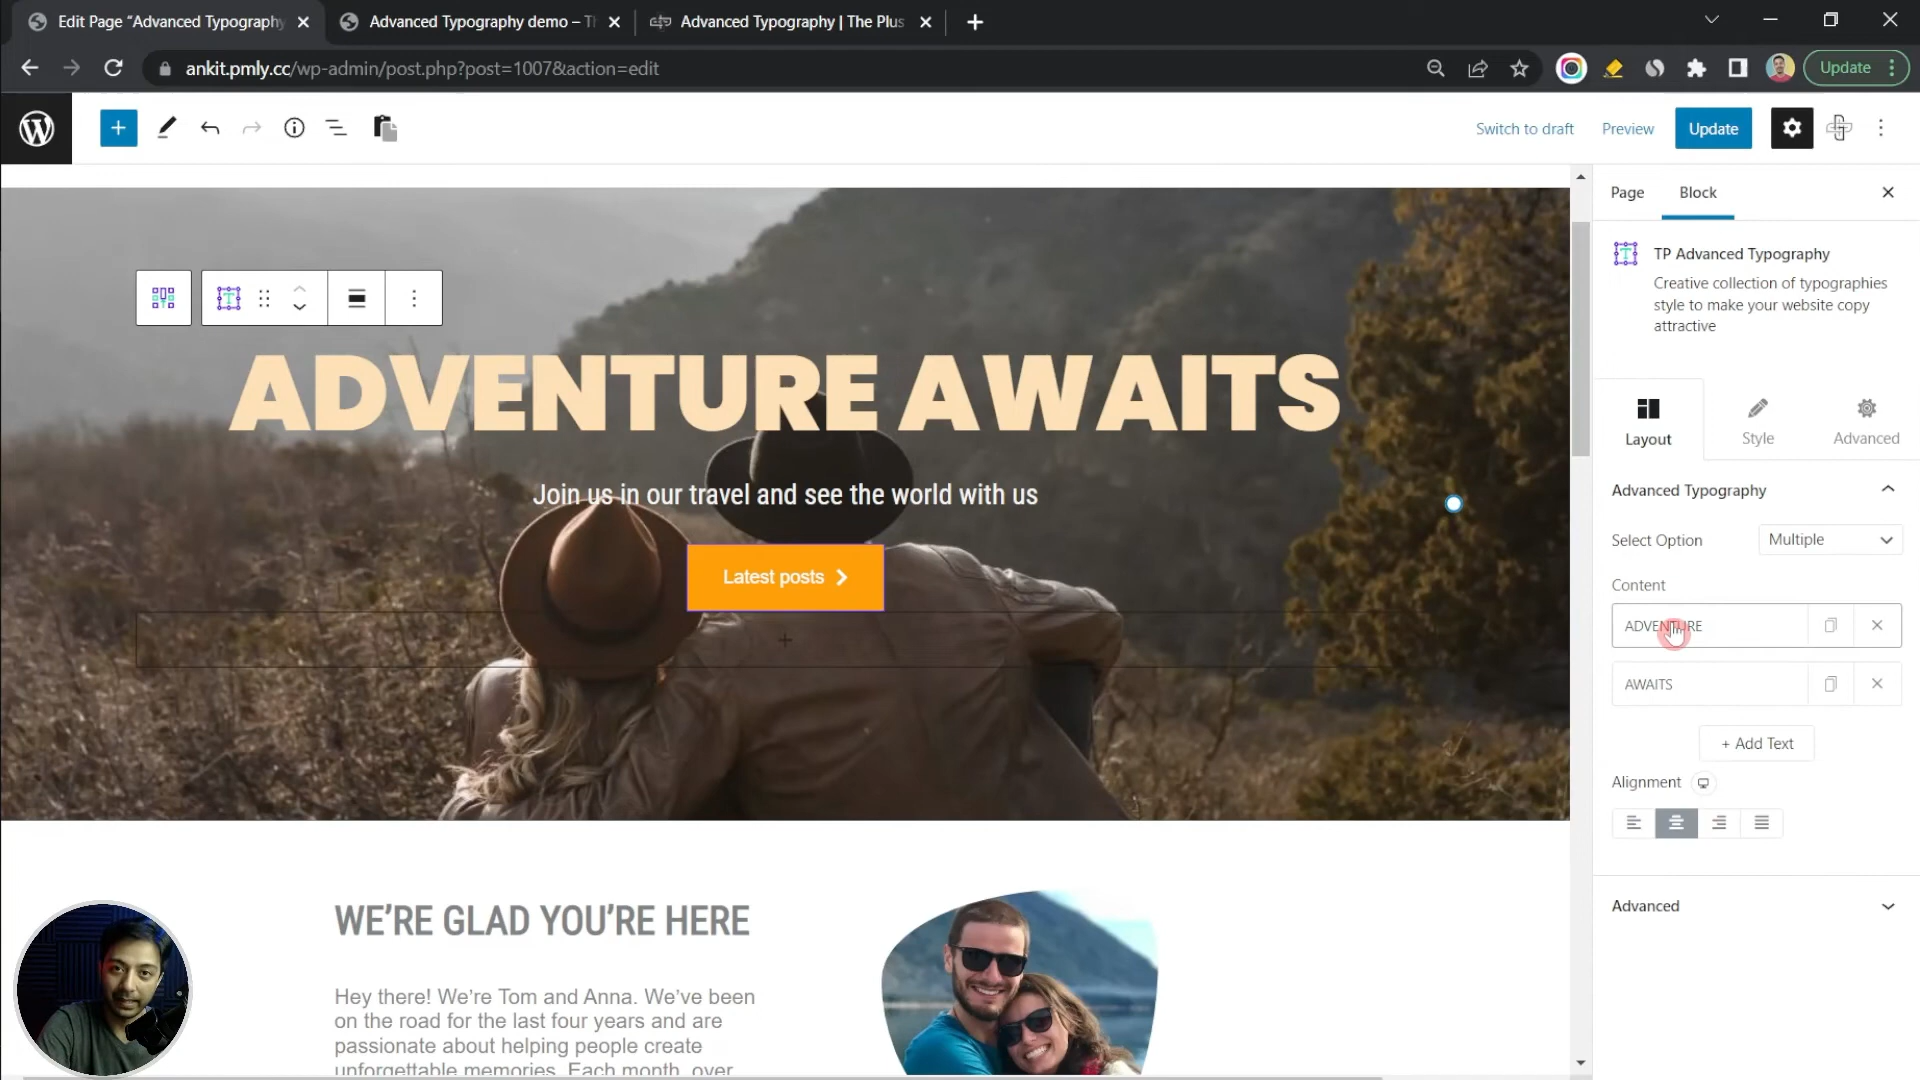 Edit Page “Advanced Typography
Advanced Typography demo – Th
Advanced Typography | The Plus
ankit.pmly.cc/wp-admin/post.php?post=1007&action=edit
Update
Switch to draft
Preview
Update
Page
Block
TP Advanced Typography
Creative collection of typographies
style to make your website copy
attractive
Layout
Style
Advanced
Advanced Typography
Select Option
Multiple
Content
ADVENTURE
AWAITS
+ Add Text
Alignment
Advanced
ADVENTURE AWAITS
Join us in our travel and see the world with us
Latest posts
WE’RE GLAD YOU’RE HERE
Hey there! We’re Tom and Anna. We’ve been
on the road for the last four years and are
passionate about helping people create
unforgettable memories. Each month, over